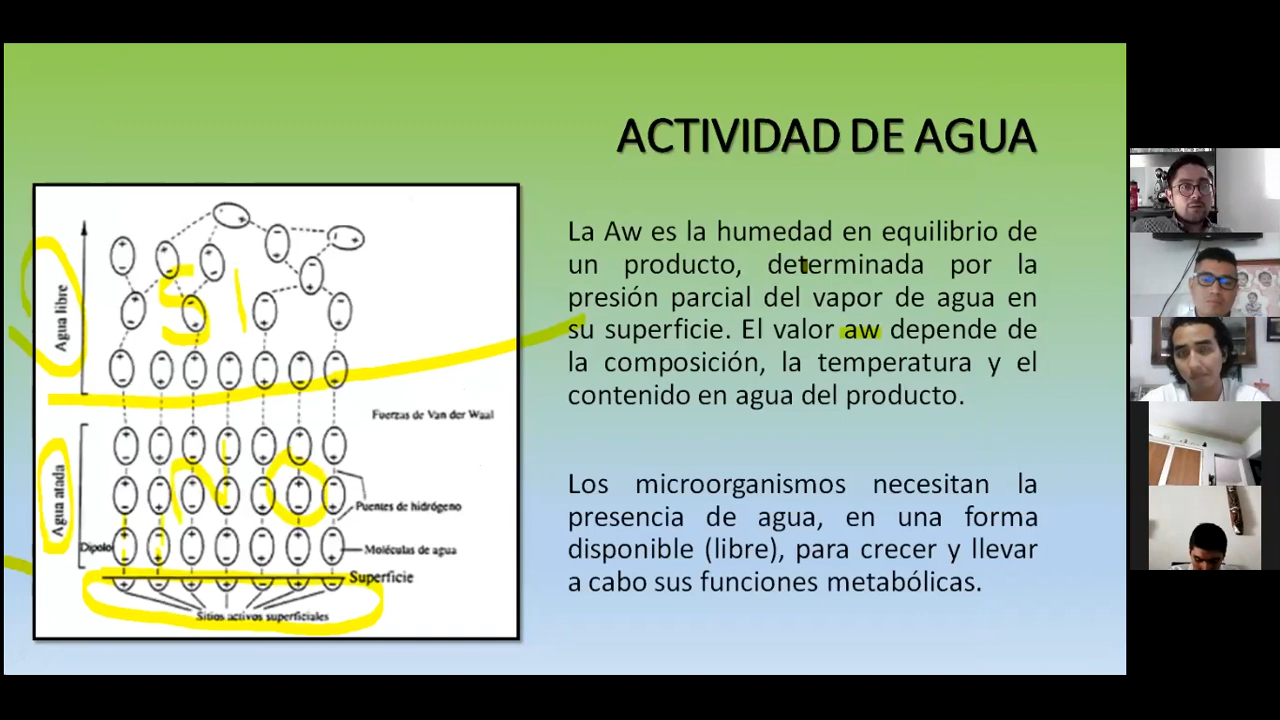 ACTIVIDAD DE AGUA
La Aw es la humedad en equilibrio de
un producto, determinada por la
presión parcial del vapor de agua en
su superficie. El valor aw depende de
la composición, la temperatura y el
contenido en agua del producto.
Los microorganismos necesitan la
presencia de agua, en una forma
disponible (libre), para crecer y llevar
a cabo sus funciones metabólicas.
Agua libre
SI
Fuerzas de Van der Waal
Agua atada
NO
Puentes de hidrógeno
Dipolo
Moléculas de agua
Superficie
Sitios activos superficiales